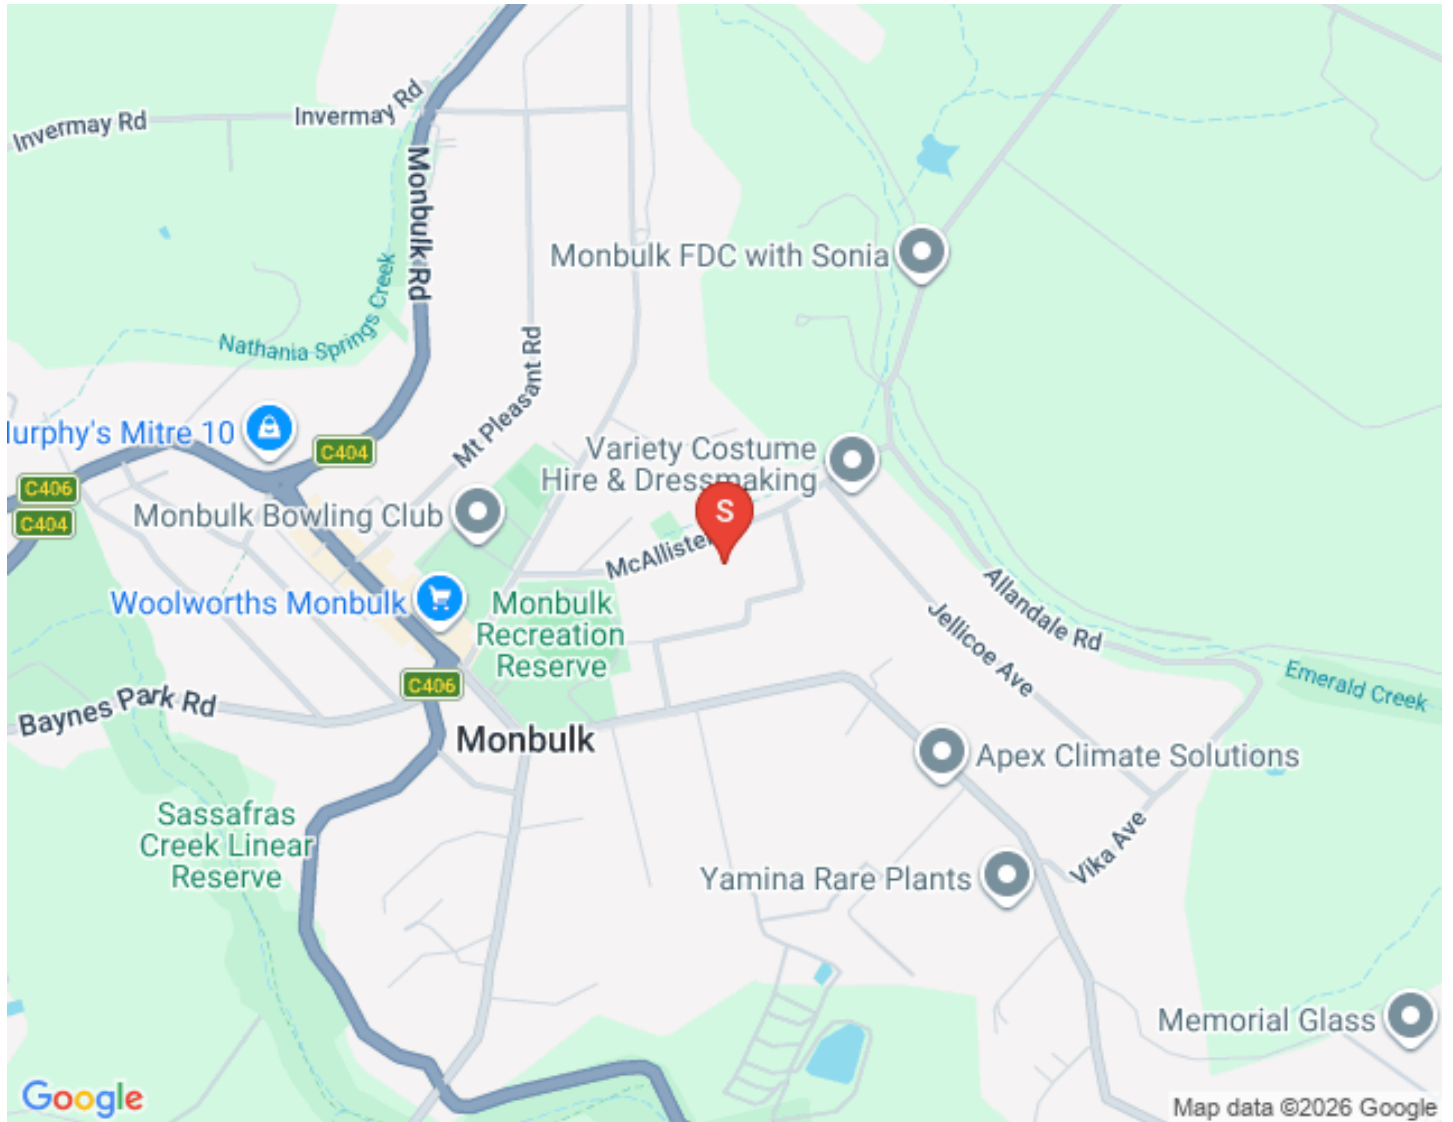 Invermay Rd
Invermay Rd
Monbulk Rd
Monbulk FDC with Sonia
Nathania Springs Creek
Mt Pleasant Rd
urphy's Mitre 10
C404
Variety Costume
Hire & Dressmaking
C406
C404
Monbulk Bowling Club
S
McAllister
Woolworths Monbulk
Monbulk
Recreation
Reserve
Allandale Rd
Jellicoe Ave
Emerald Creek
C406
Baynes Park Rd
Monbulk
Apex Climate Solutions
Sassafras
Creek Linear
Reserve
Vika Ave
Yamina Rare Plants
Memorial Glass
Google
Map data ©2026 Google